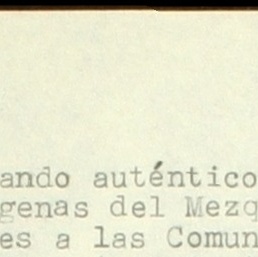 ando auténtico
genas del Mezq
es a las Comun